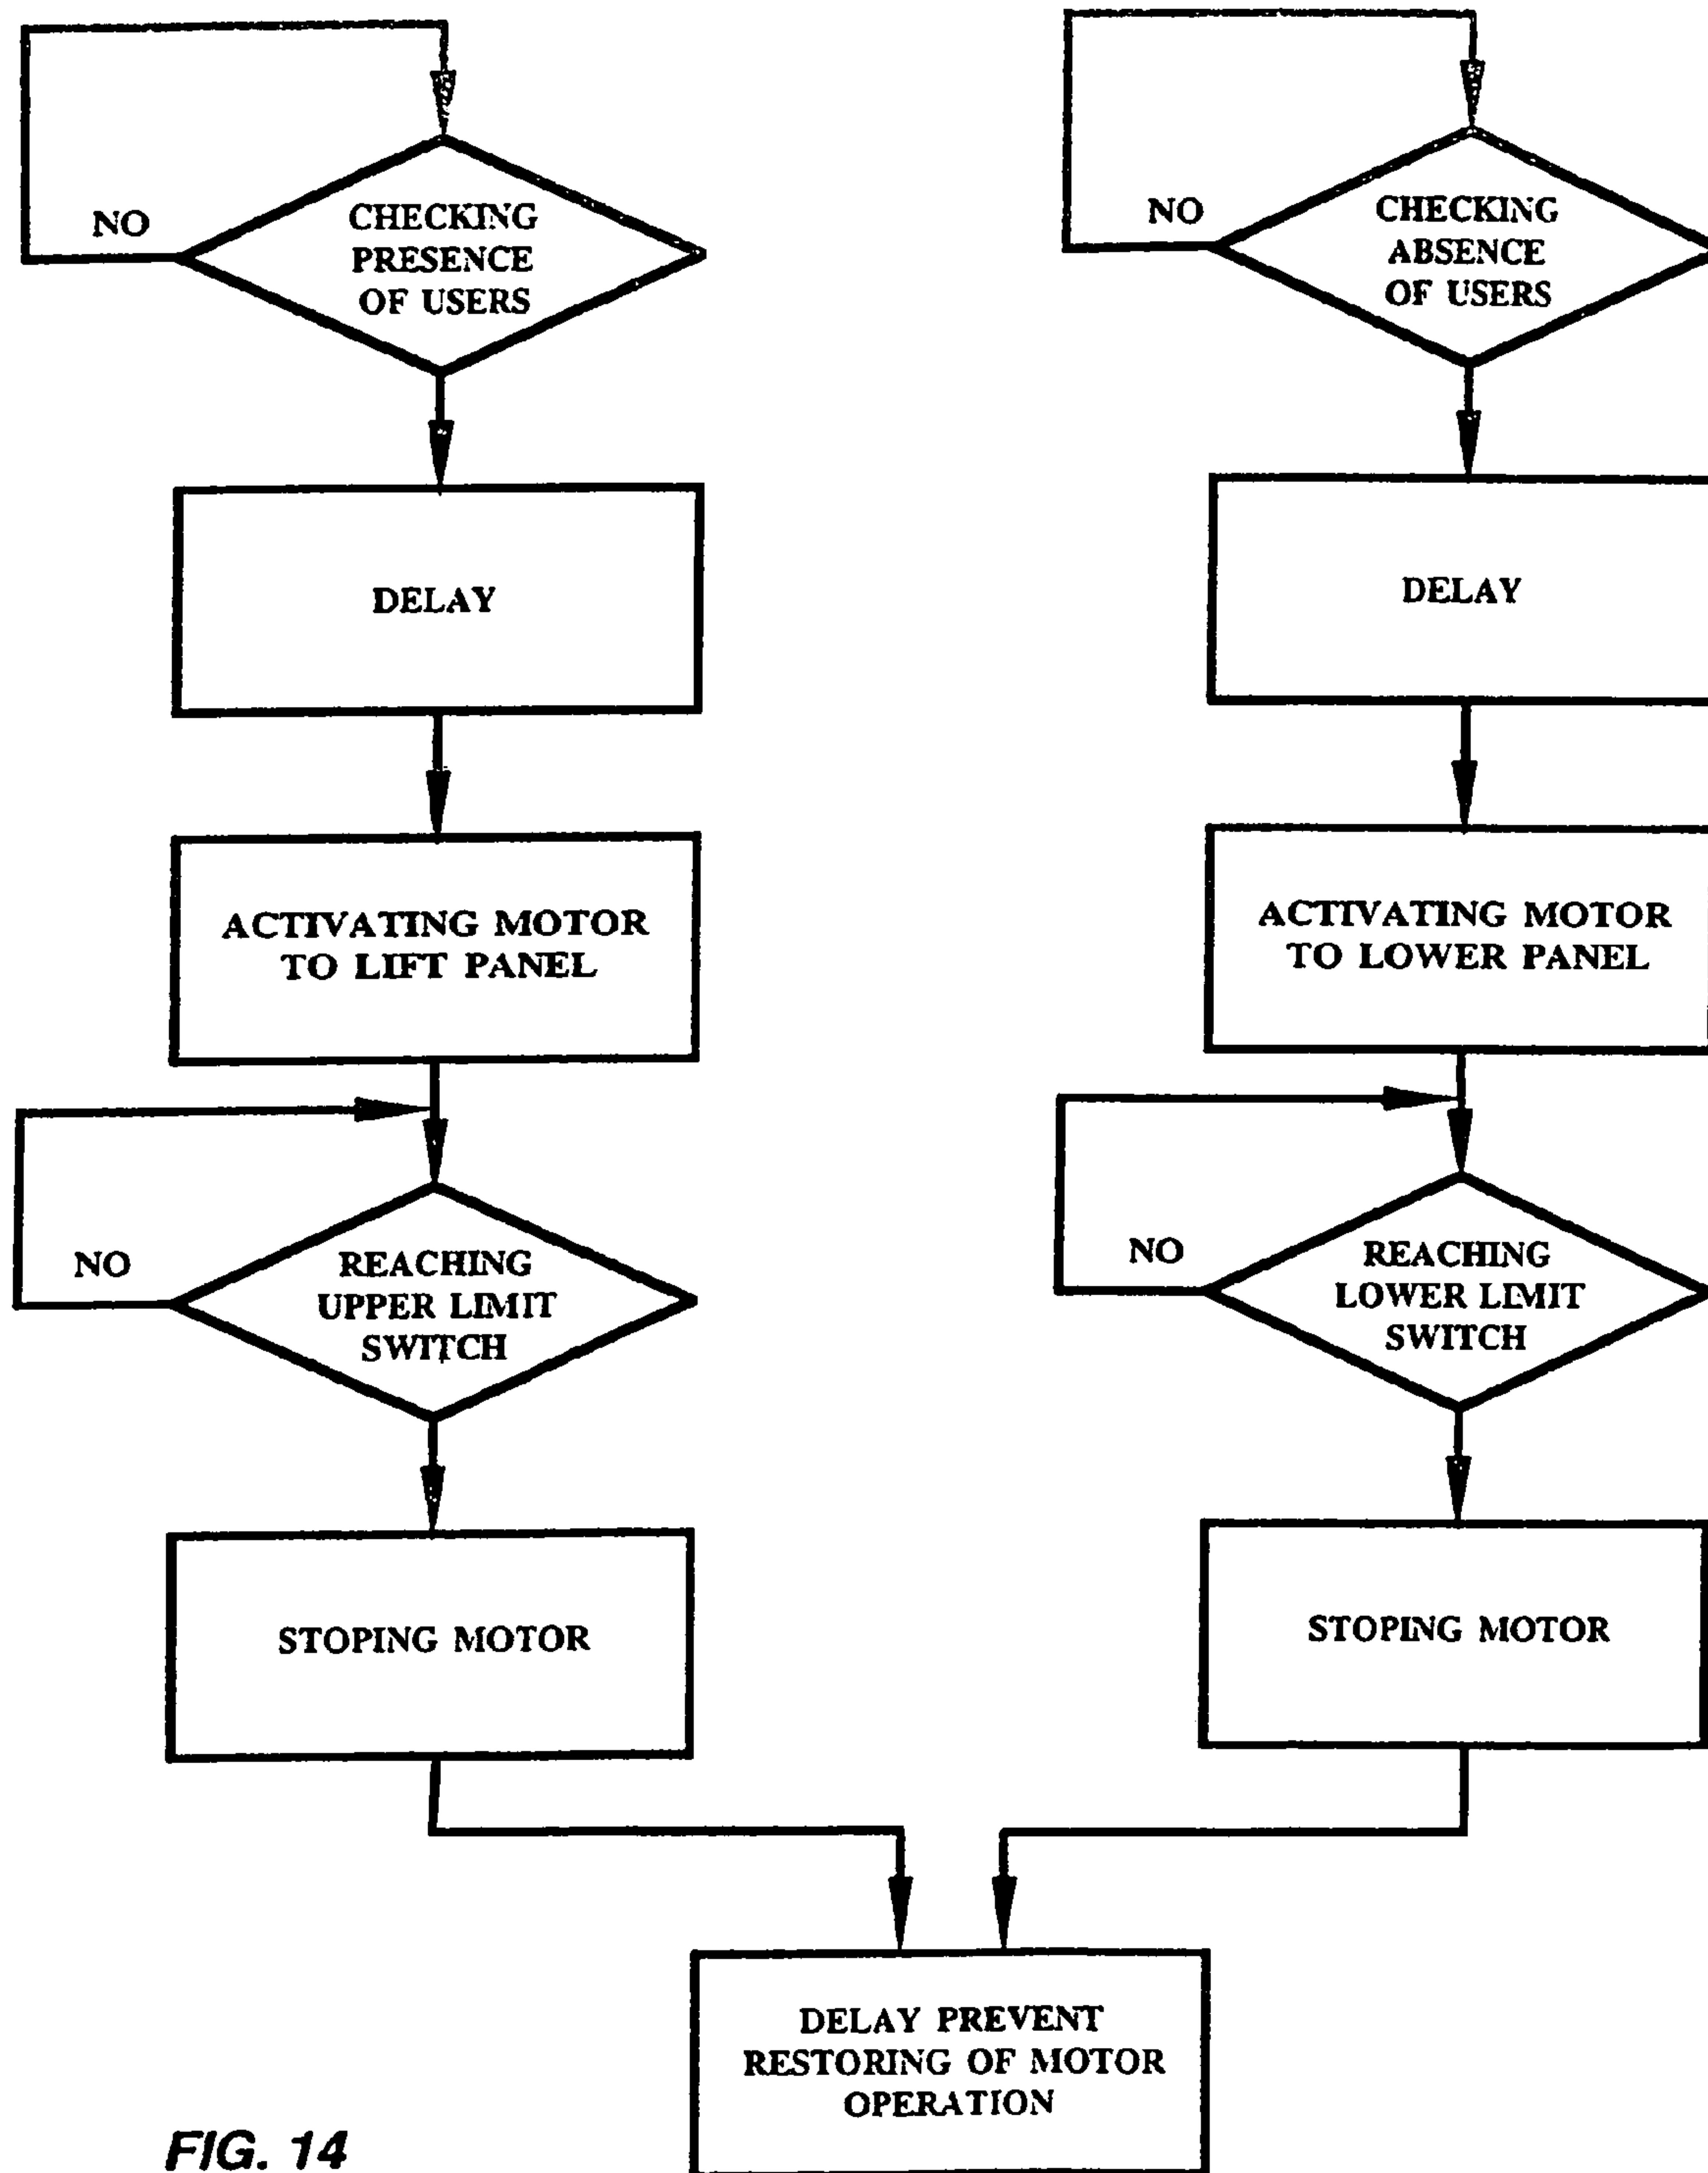 NO
CHECKING
PRESENCE
OF USERS
DELAY
ACTIVATING MOTOR
TO LIFT PANEL
NO
REACHING
UPPER LIMIT
SWITCH
STOPING MOTOR
NO
CHECKING
ABSENCE
OF USERS
DELAY
ACTIVATING MOTOR
TO LOWER PANEL
NO
REACHING
LOWER LIMIT
SWITCH
STOPING MOTOR
DELAY PREVENT
RESTORING OF MOTOR
OPERATION
FIG. 14